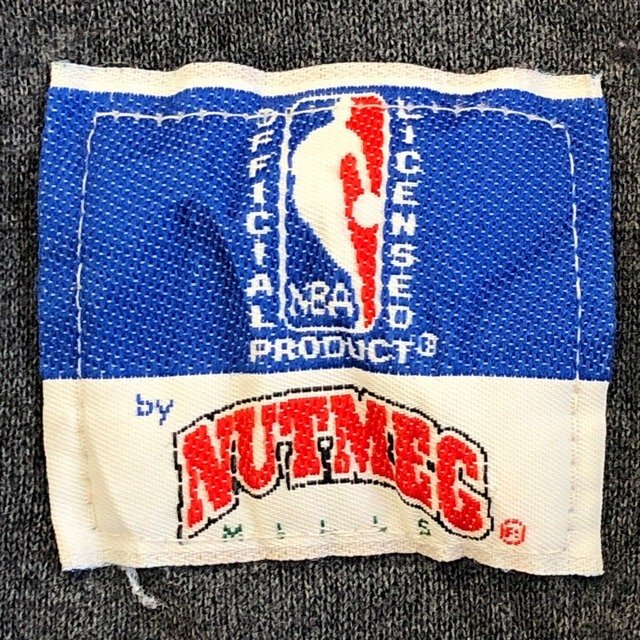 OFFICIAL
LICENSED
NBA
PRODUCT®
by
NUTMEG
MILLS ®